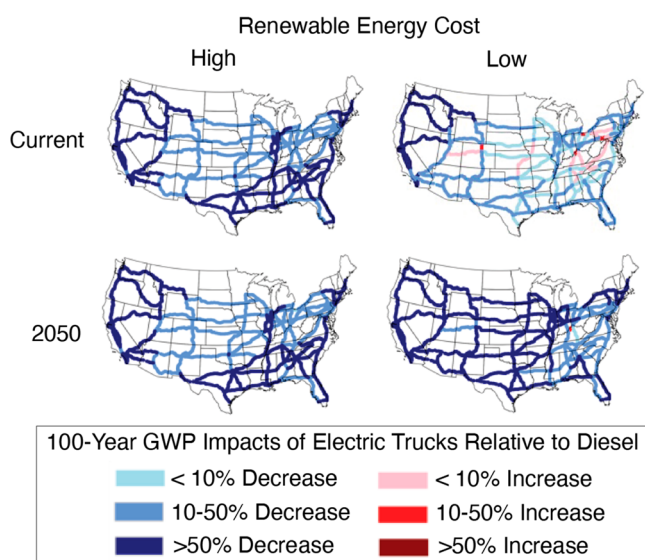 Renewable Energy Cost
High
Low
Current
2050
100-Year GWP Impacts of Electric Trucks Relative to Diesel
< 10% Decrease
< 10% Increase
10-50% Decrease
10-50% Increase
>50% Decrease
>50% Increase